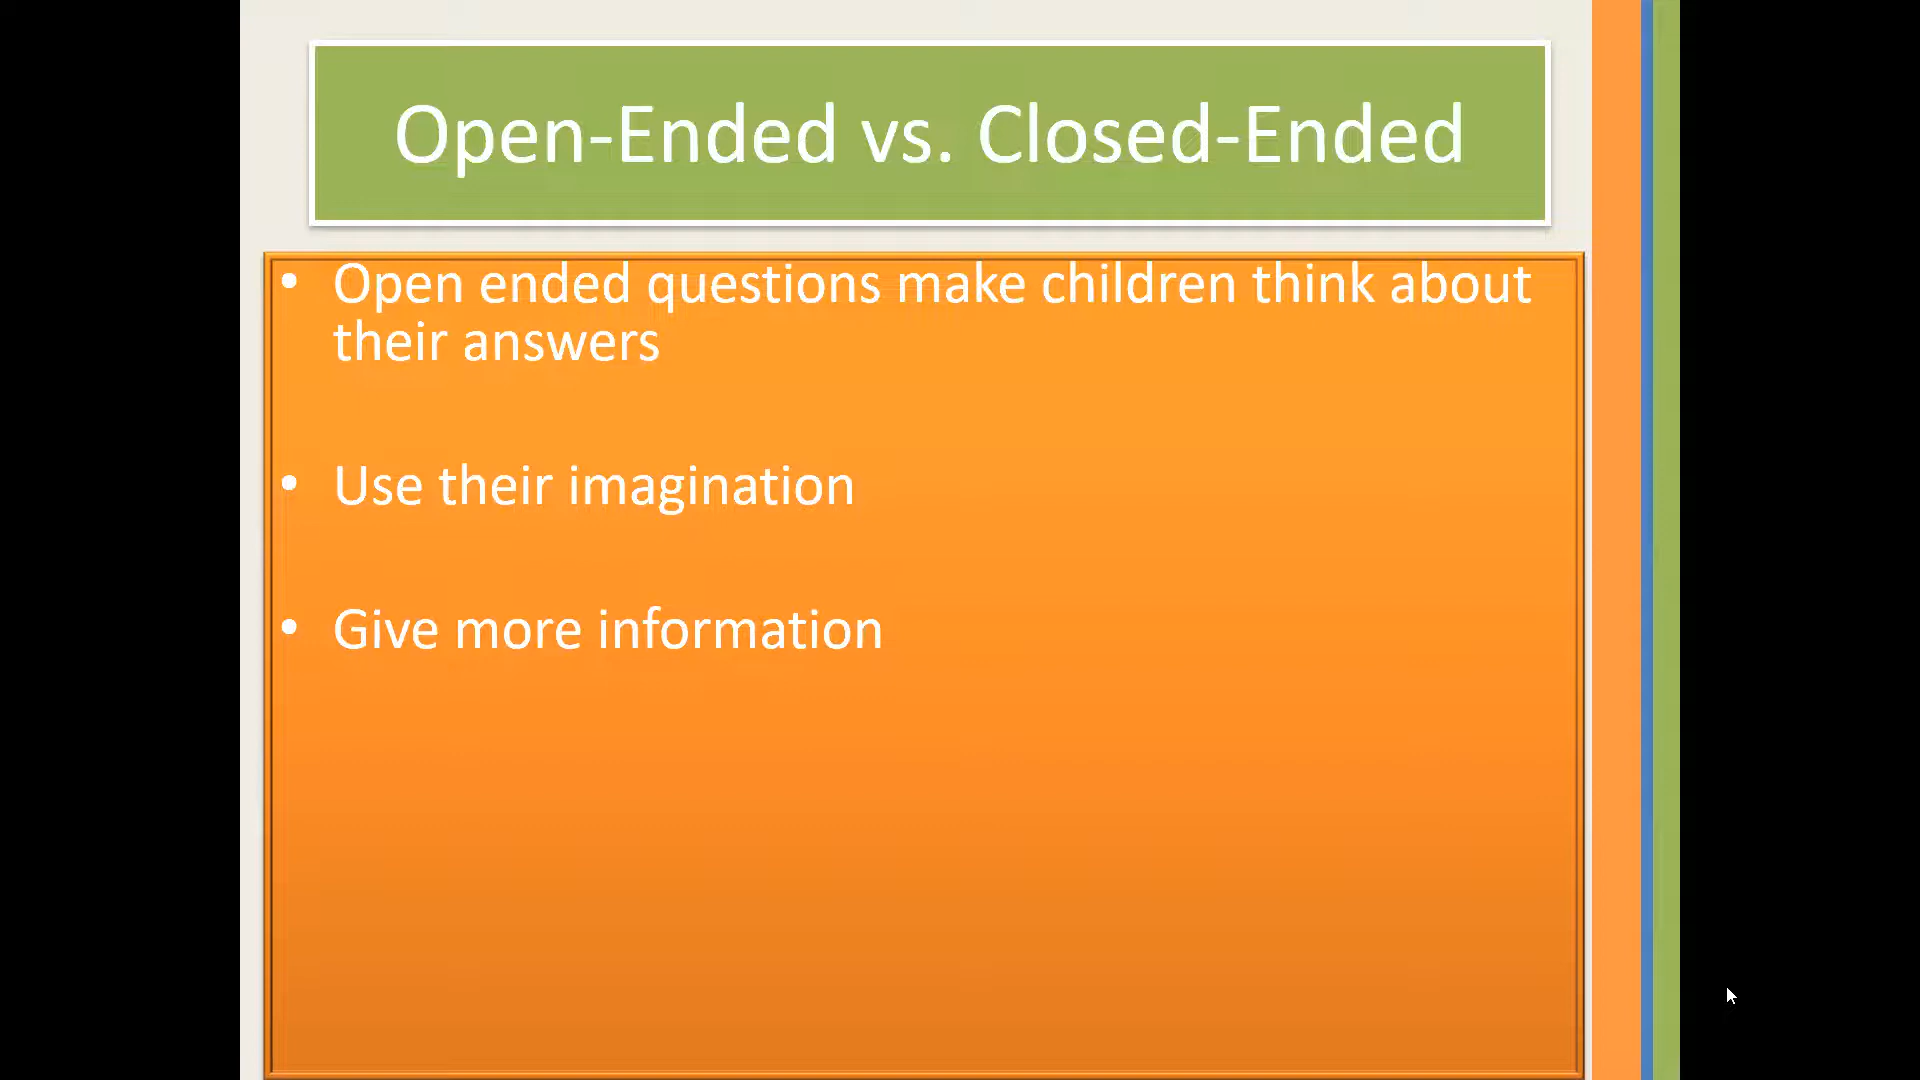 Open-Ended vs. Closed-Ended
• Open ended questions make children think about
their answers
• Use their imagination
• Give more information